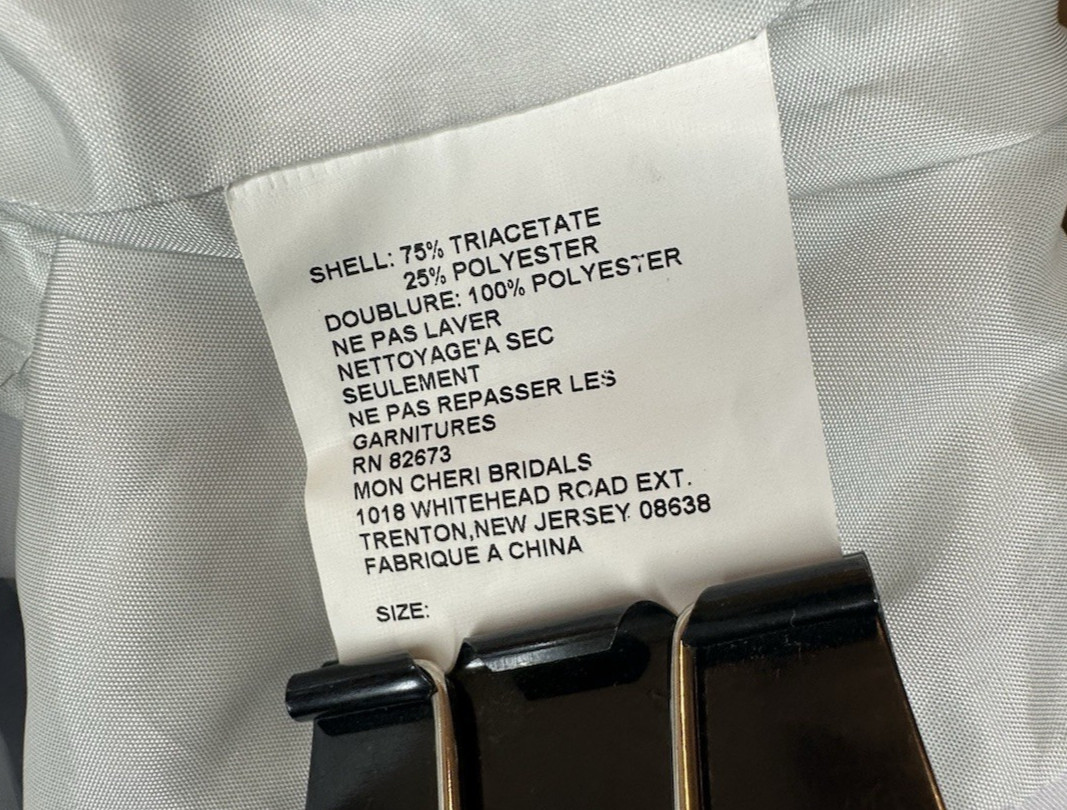 SHELL: 75% TRIACETATE
25% POLYESTER
DOUBLURE: 100% POLYESTER
NE PAS LAVER
NETTOYAGE'A SEC
SEULEMENT
NE PAS REPASSER LES
GARNITURES
RN 82673
MON CHERI BRIDALS
1018 WHITEHEAD ROAD EXT.
TRENTON,NEW JERSEY 08638
FABRIQUE A CHINA
SIZE: